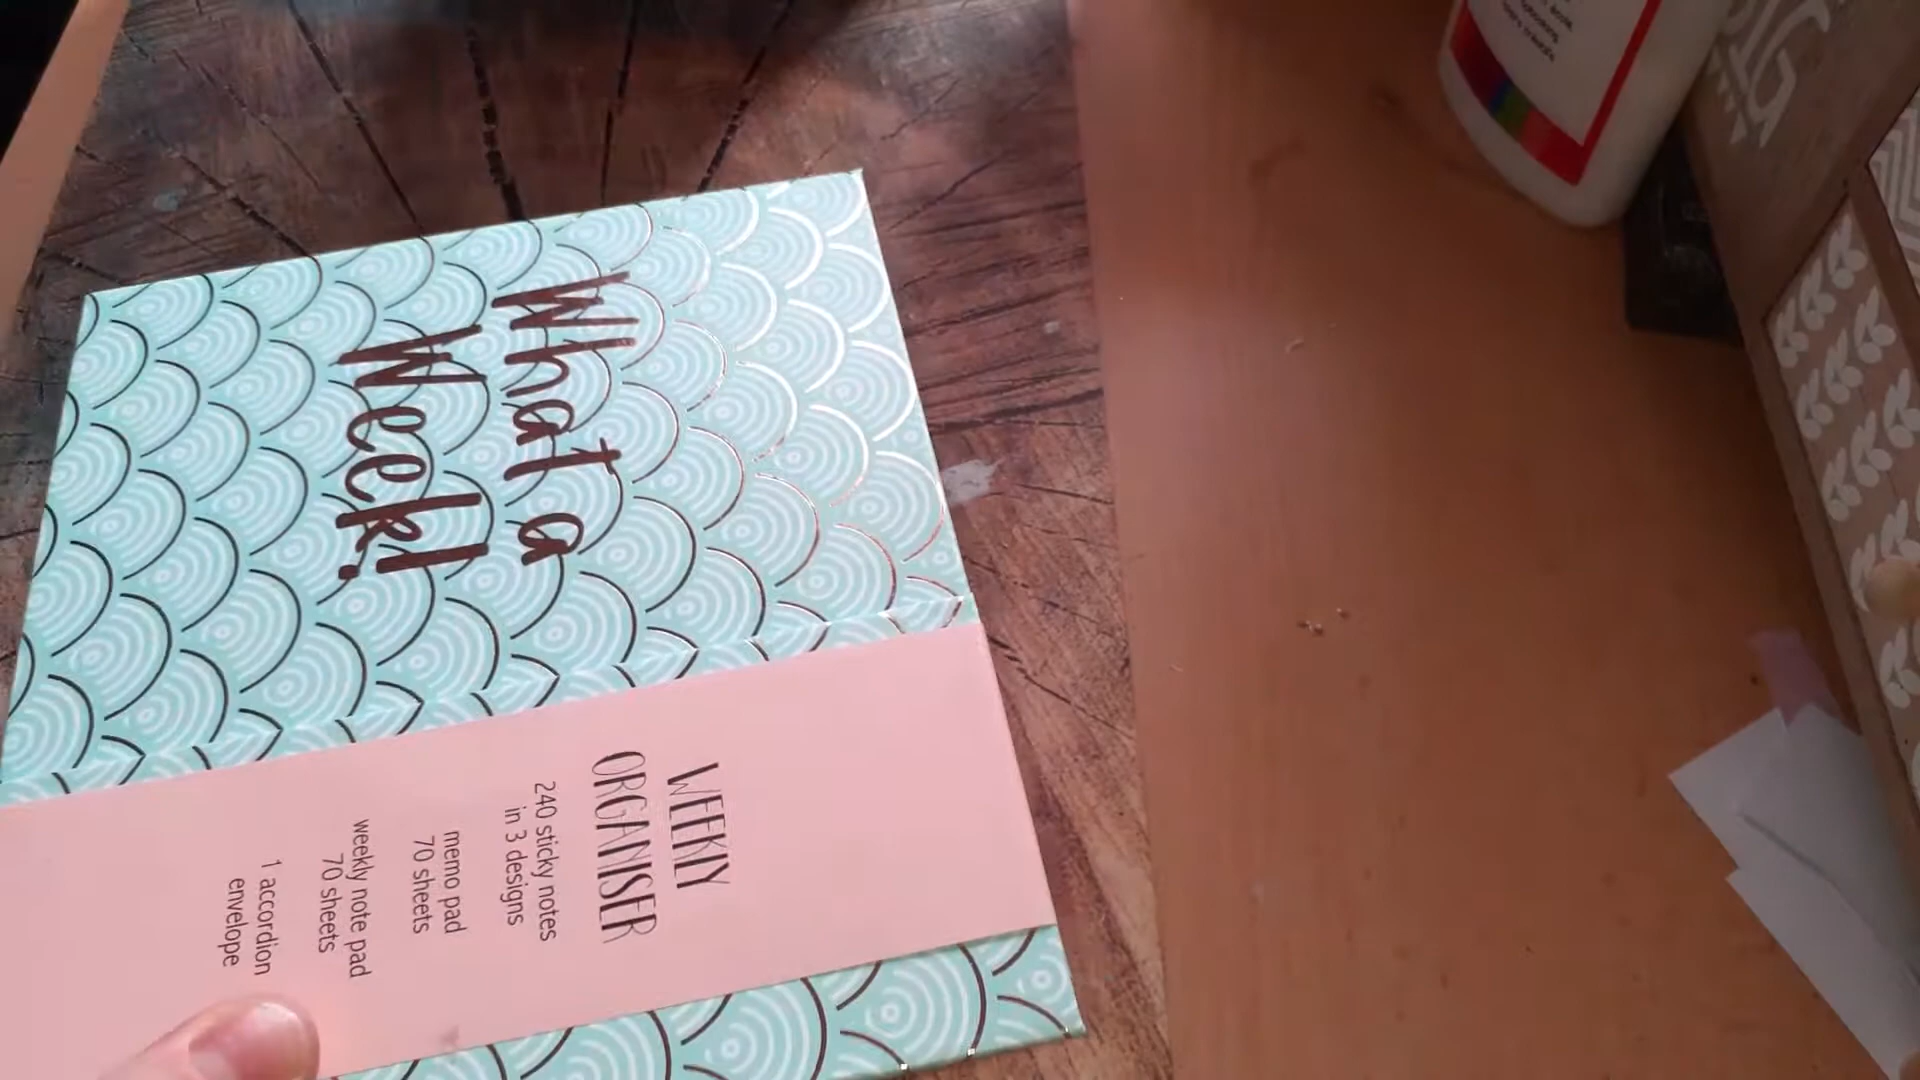 What a
Week!
WEEKLY
ORGANISER
240 sticky notes
in 3 designs
memo pad
70 sheets
weekly note pad
70 sheets
1 accordion
envelope